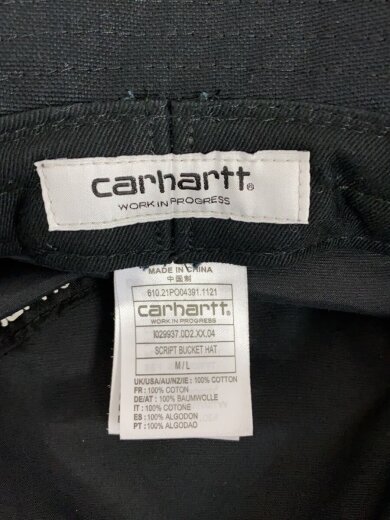 carhartt®
WORK IN PROGRESS
MADE IN CHINA
中国制
610.21PO04391.1121
carhartt®
I029937.0D2.XX.04
SCRIPT BUCKET HAT
M / L
UK/USA/AU/NZ/IE : 100% COTTON
FR : 100% COTON
DE/AT : 100% BAUMWOLLE
IT : 100% COTONE
ES : 100% ALGODON
PT : 100% ALGODAO